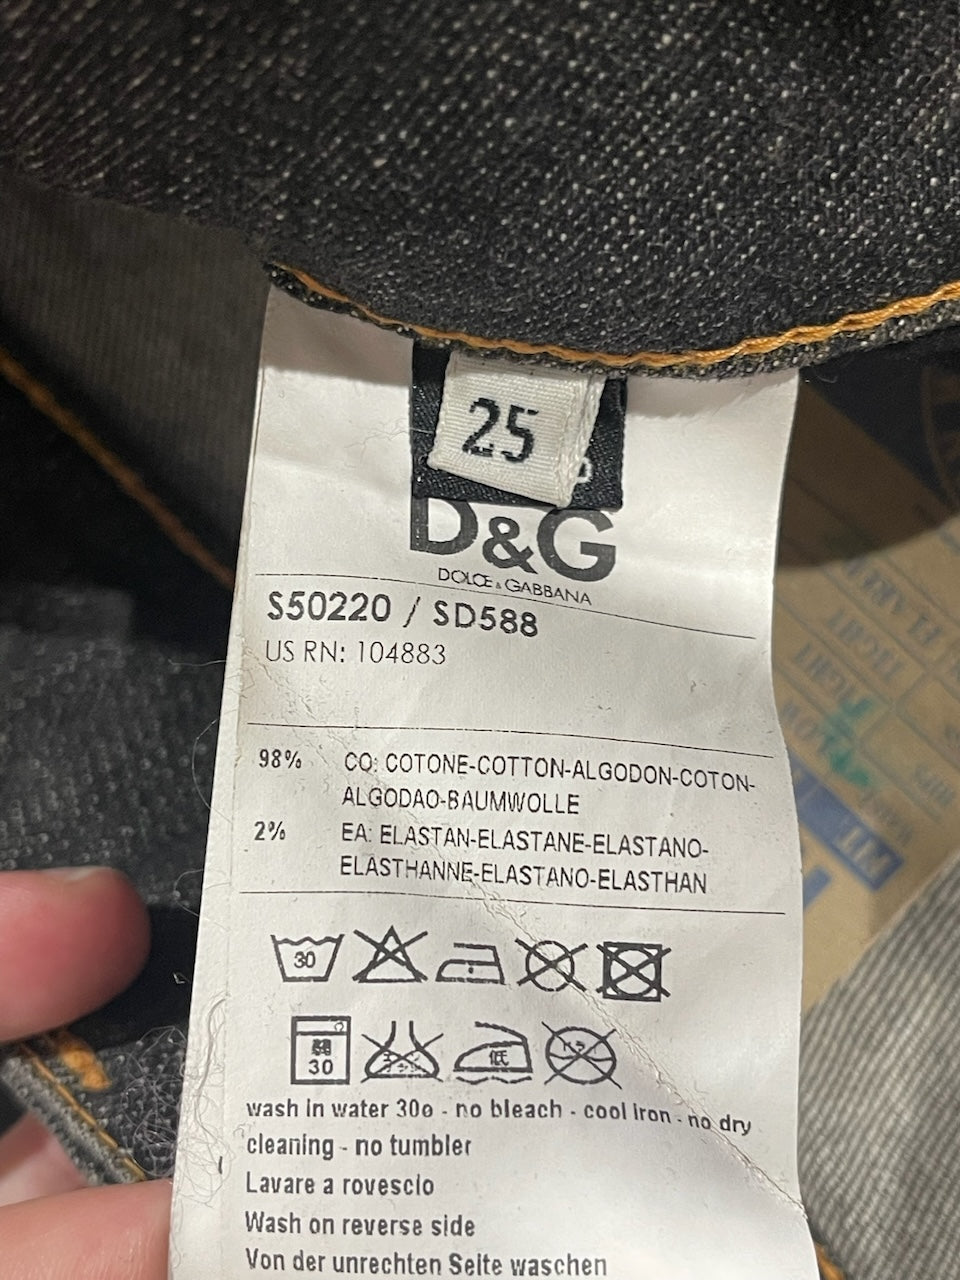 25
D&G
DOLCE & GABBANA
S50220 / SD588
US RN: 104883
98% CO: COTONE-COTTON-ALGODON-COTON-
ALGODAO-BAUMWOLLE
2% EA: ELASTAN-ELASTANE-ELASTANO-
ELASTHANNE-ELASTANO-ELASTHAN
30
30
低
wash in water 30o - no bleach - cool iron - no dry
cleaning - no tumbler
Lavare a rovescio
Wash on reverse side
Von der unrechten Seite waschen